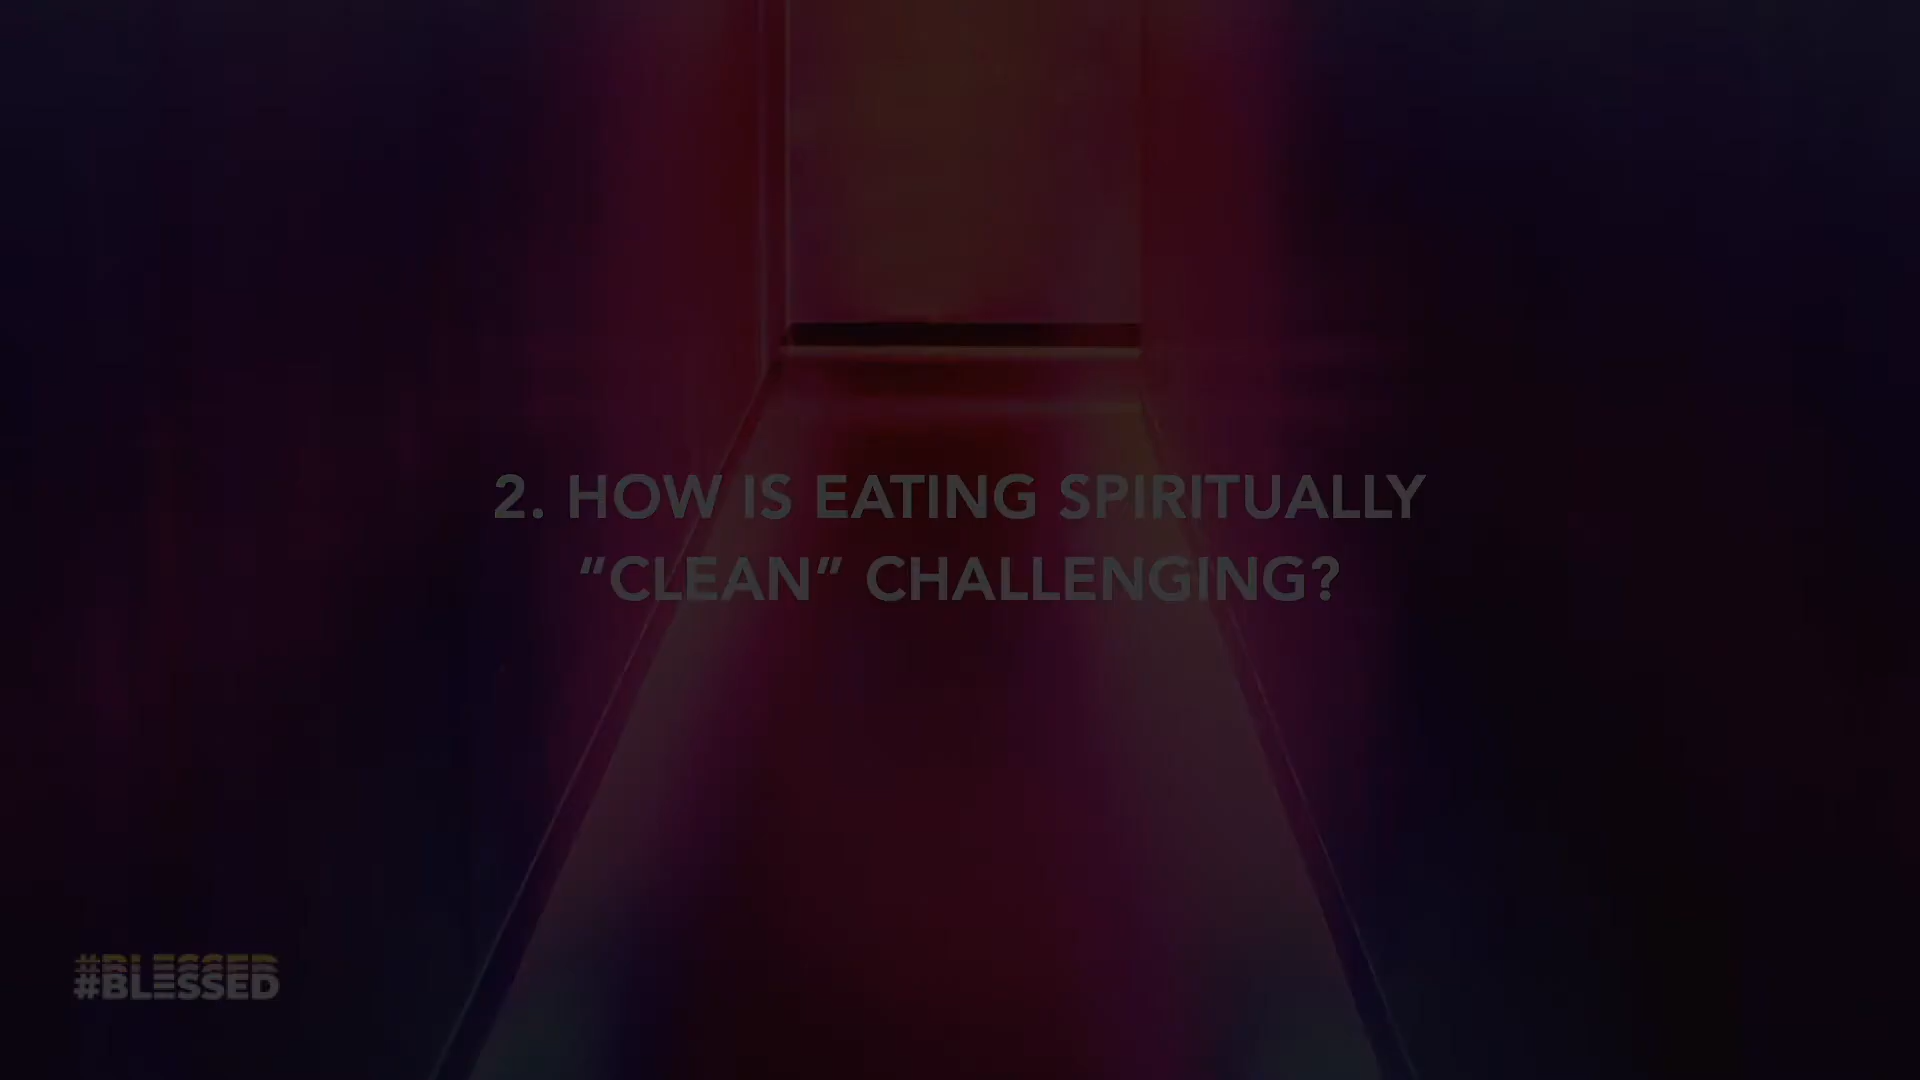 2. HOW IS EATING SPIRITUALLY
“CLEAN” CHALLENGING?
#BLESSED